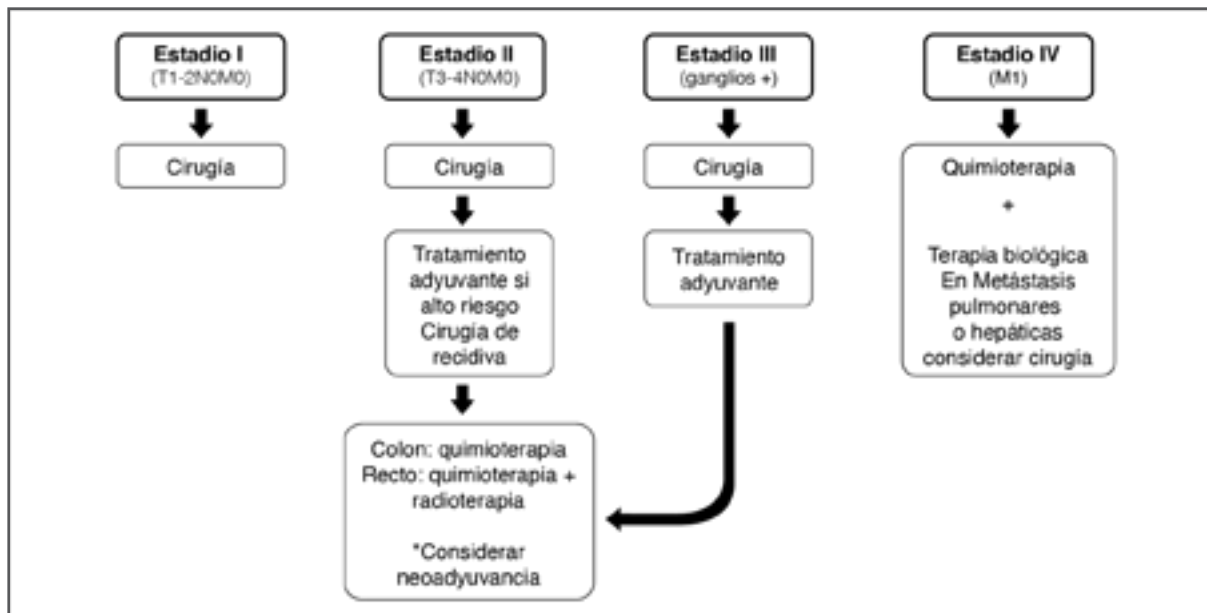 Estadio I
(T1-2N0M0)
Cirugía
Estadio II
(T3-4N0M0)
Cirugía
Tratamiento
adyuvante si
alto riesgo
Cirugía de
recidiva
Colon: quimioterapia
Recto: quimioterapia +
radioterapia
*Considerar
neoadyuvancia
Estadio III
(ganglios +)
Cirugía
Tratamiento
adyuvante
Estadio IV
(M1)
Quimioterapia
+
Terapia biológica
En Metástasis
pulmonares
o hepáticas
considerar cirugía